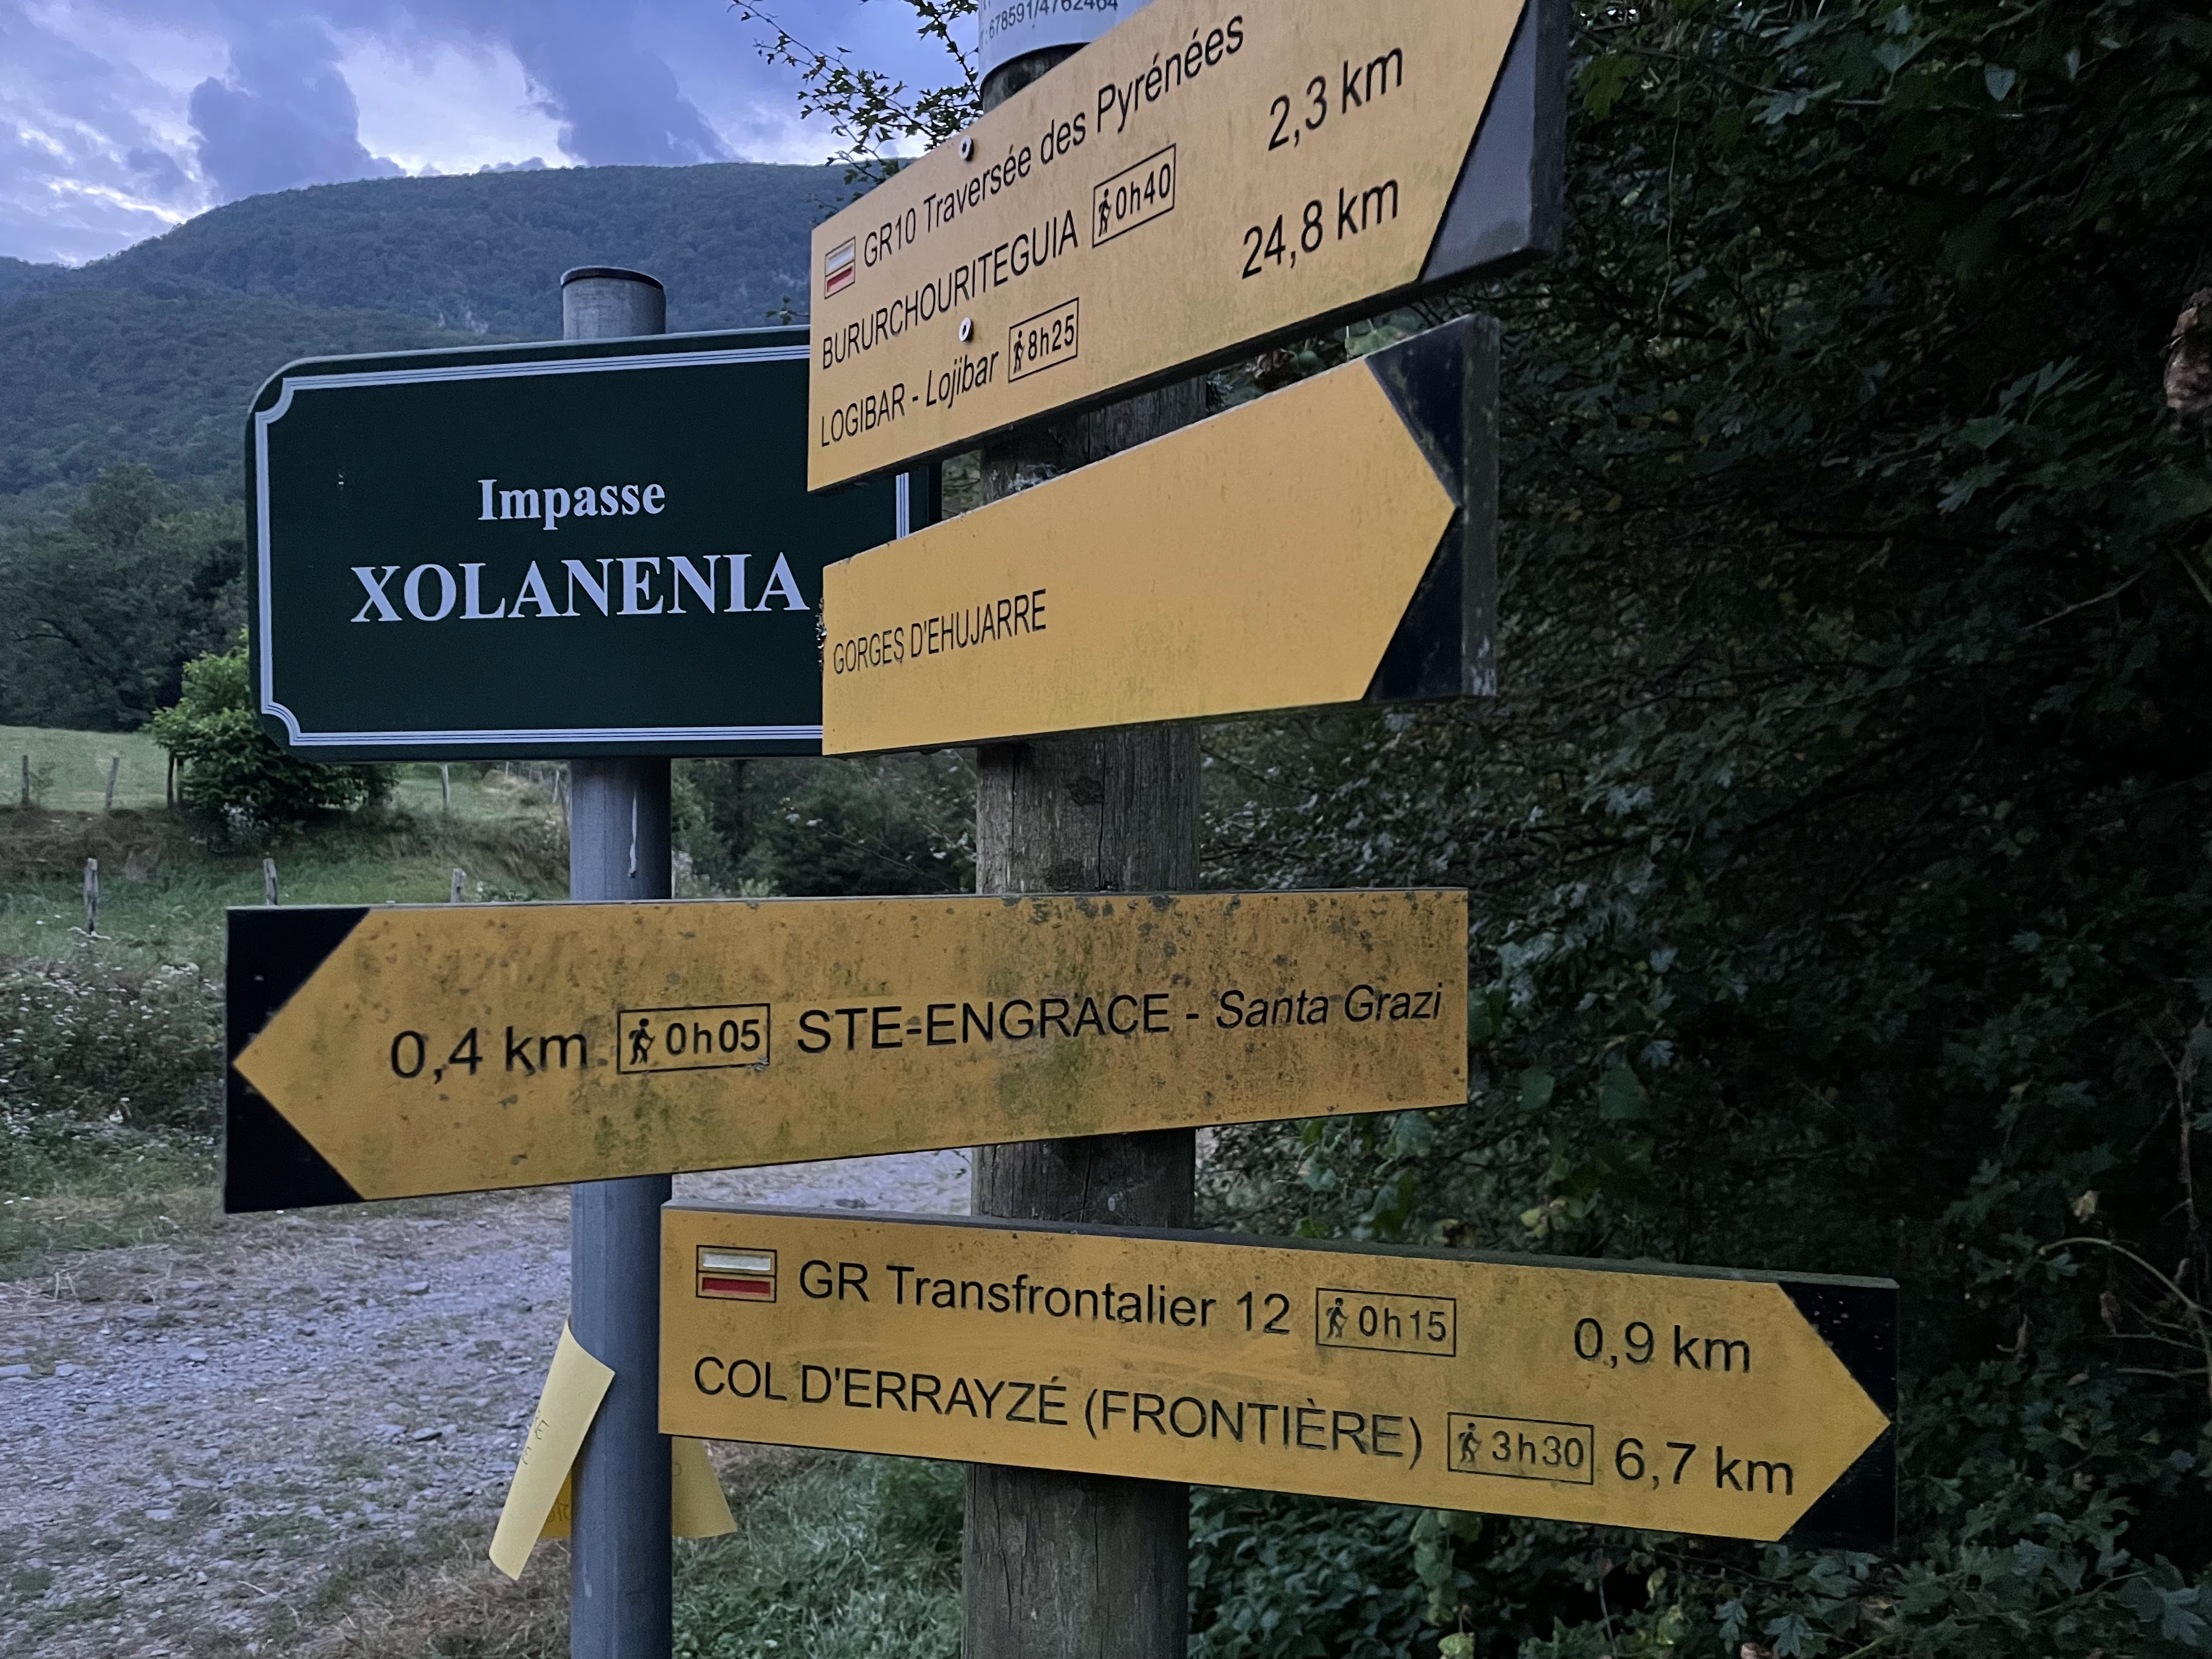 678591/4762464
GR10 Traversée des Pyrénées
BURURCHOURITEGUIA 0h40 2,3 km
LOGIBAR - Lojibar 8h25 24,8 km
Impasse
XOLANENIA
GORGES D'EHUJARRE
0,4 km 0h05 STE-ENGRACE - Santa Grazi
GR Transfrontalier 12 0h15 0,9 km
COL D'ERRAYZÉ (FRONTIÈRE) 3h30 6,7 km